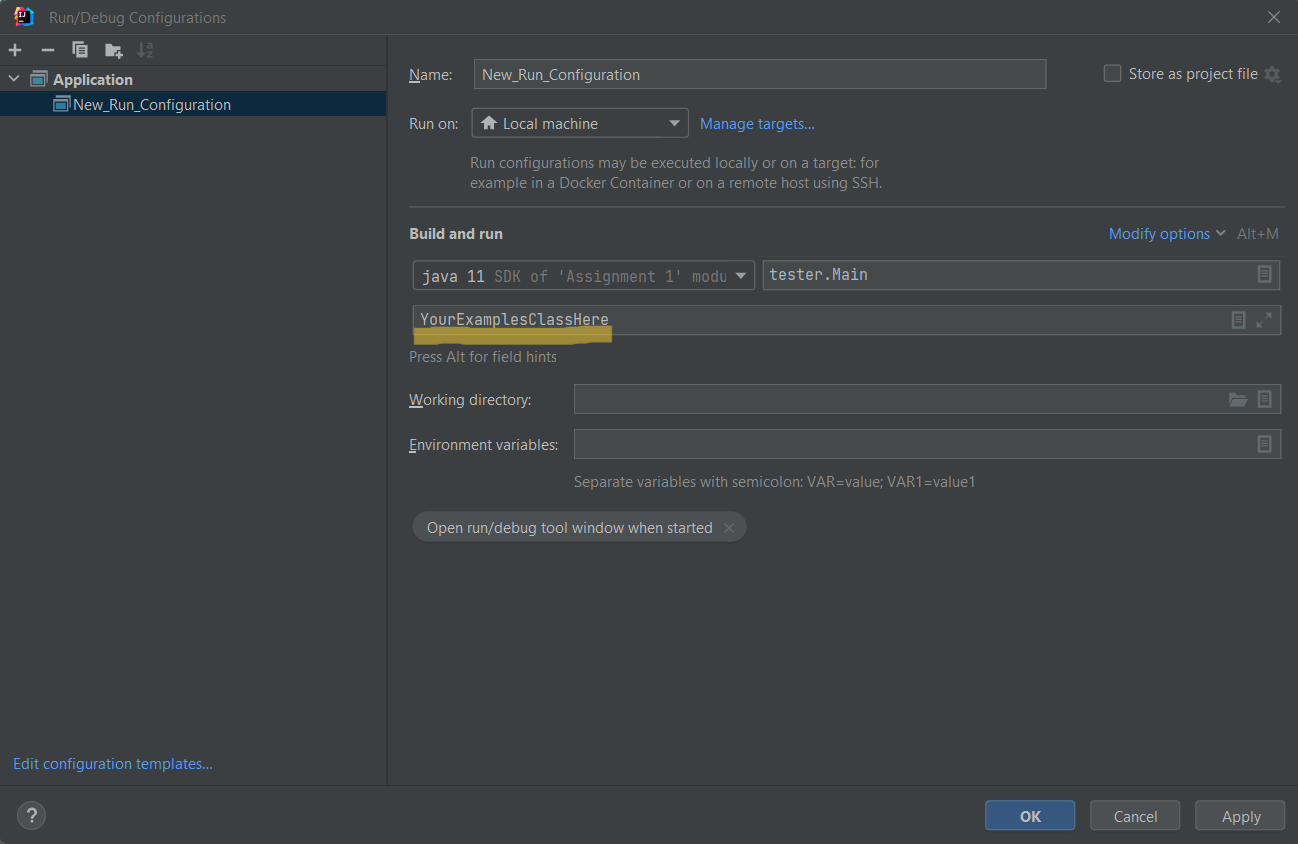 Run/Debug Configurations
Application
New_Run_Configuration
Name: New_Run_Configuration Store as project file
Run on: Local machine Manage targets...
Run configurations may be executed locally or on a target: for
example in a Docker Container or on a remote host using SSH.
Build and run Modify options Alt+M
java 11 SDK of 'Assignment 1' modu tester.Main
YourExamplesClassHere
Press Alt for field hints
Working directory:
Environment variables:
Separate variables with semicolon: VAR=value; VAR1=value1
Open run/debug tool window when started
Edit configuration templates...
? OK Cancel Apply